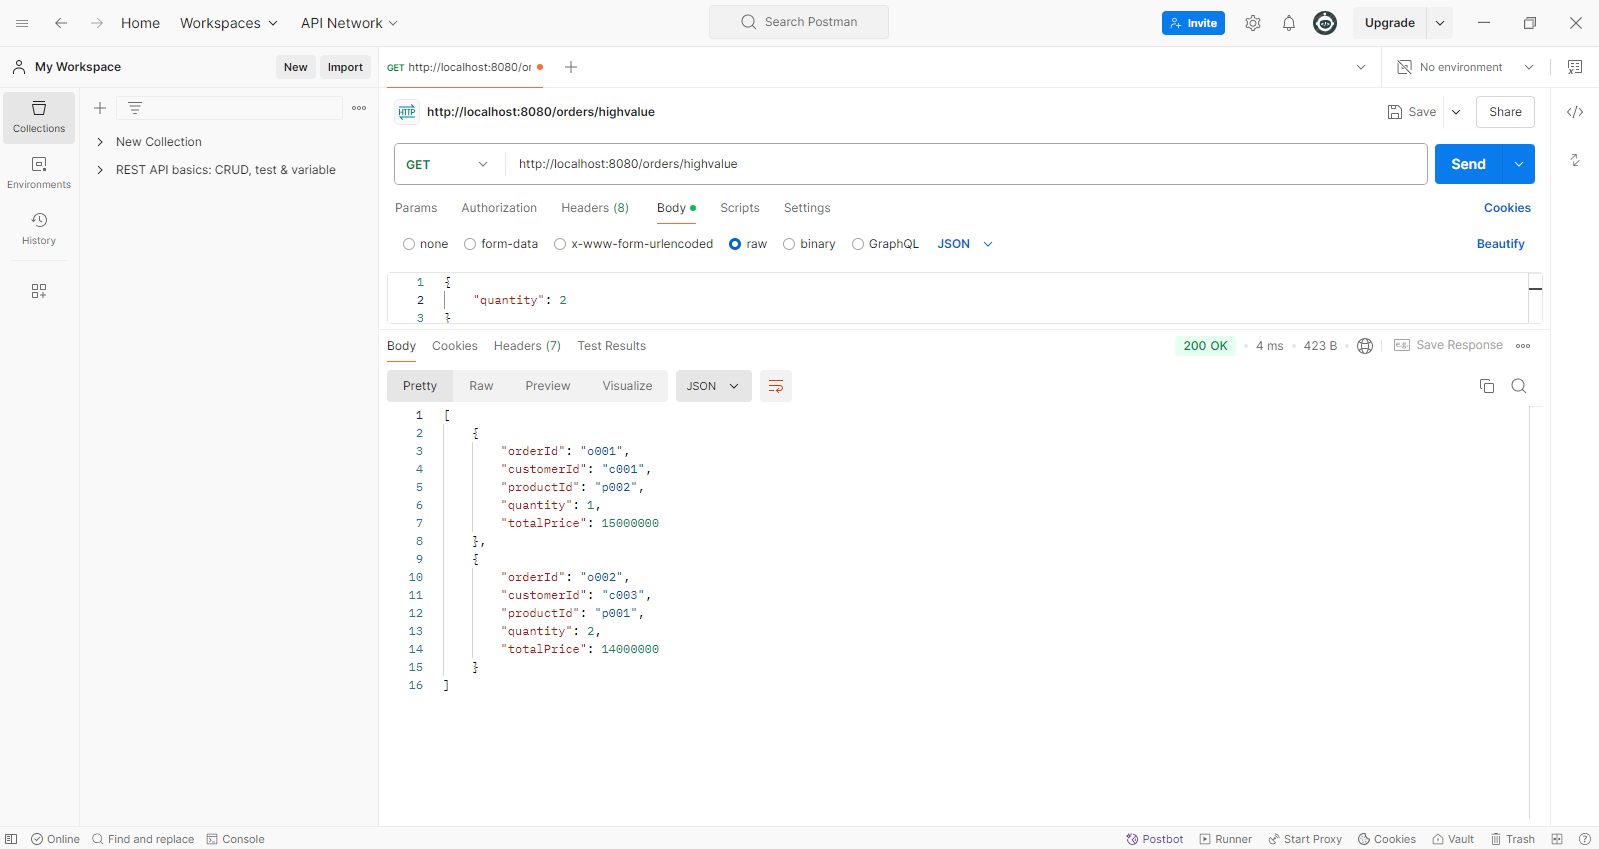 Home Workspaces API Network Search Postman Invite Upgrade
My Workspace New Import GET http://localhost:8080/or No environment
Collections
Environments
History
New Collection
REST API basics: CRUD, test & variable
HTTP http://localhost:8080/orders/highvalue Save Share
GET http://localhost:8080/orders/highvalue Send
Params Authorization Headers (8) Body Scripts Settings Cookies
none form-data x-www-form-urlencoded raw binary GraphQL JSON Beautify
1 {
2 "quantity": 2
3 }
Body Cookies Headers (7) Test Results 200 OK 4 ms 423 B e.g. Save Response
Pretty Raw Preview Visualize JSON
1 [
2 {
3 "orderId": "o001",
4 "customerId": "c001",
5 "productId": "p002",
6 "quantity": 1,
7 "totalPrice": 15000000
8 },
9 {
10 "orderId": "o002",
11 "customerId": "c003",
12 "productId": "p001",
13 "quantity": 2,
14 "totalPrice": 14000000
15 }
16 ]
Online Find and replace Console Postbot Runner Start Proxy Cookies Vault Trash